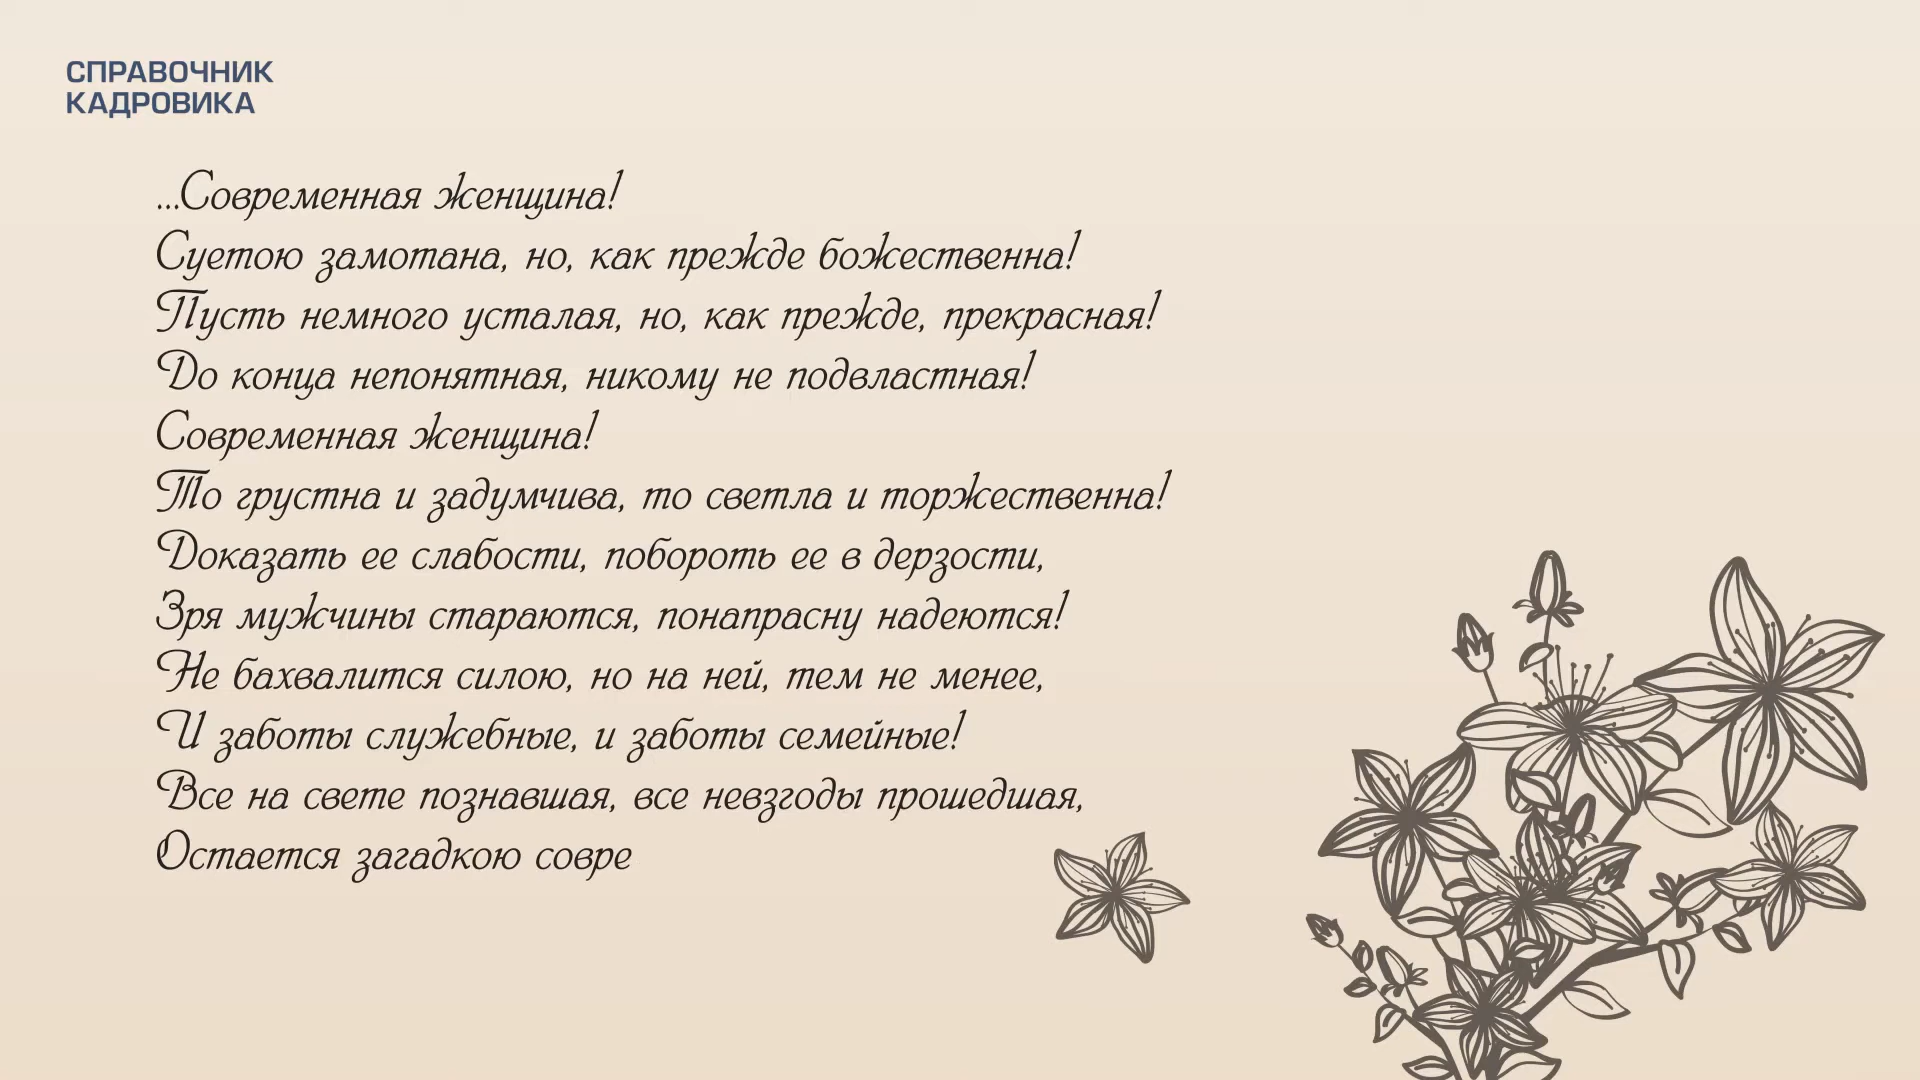 СПРАВОЧНИК
КАДРОВИКА
...Современная женщина!
Суетою замотана, но, как прежде божественна!
Пусть немного усталая, но, как прежде, прекрасная!
До конца непонятная, никому не подвластная!
Современная женщина!
То грустна и задумчива, то светла и торжественна!
Доказать ее слабости, побороть ее в дерзости,
Зря мужчины стараются, понапрасну надеются!
Не бахвалится силою, но на ней, тем не менее,
И заботы служебные, и заботы семейные!
Все на свете познавшая, все невзгоды прошедшая,
Остается загадкою совре